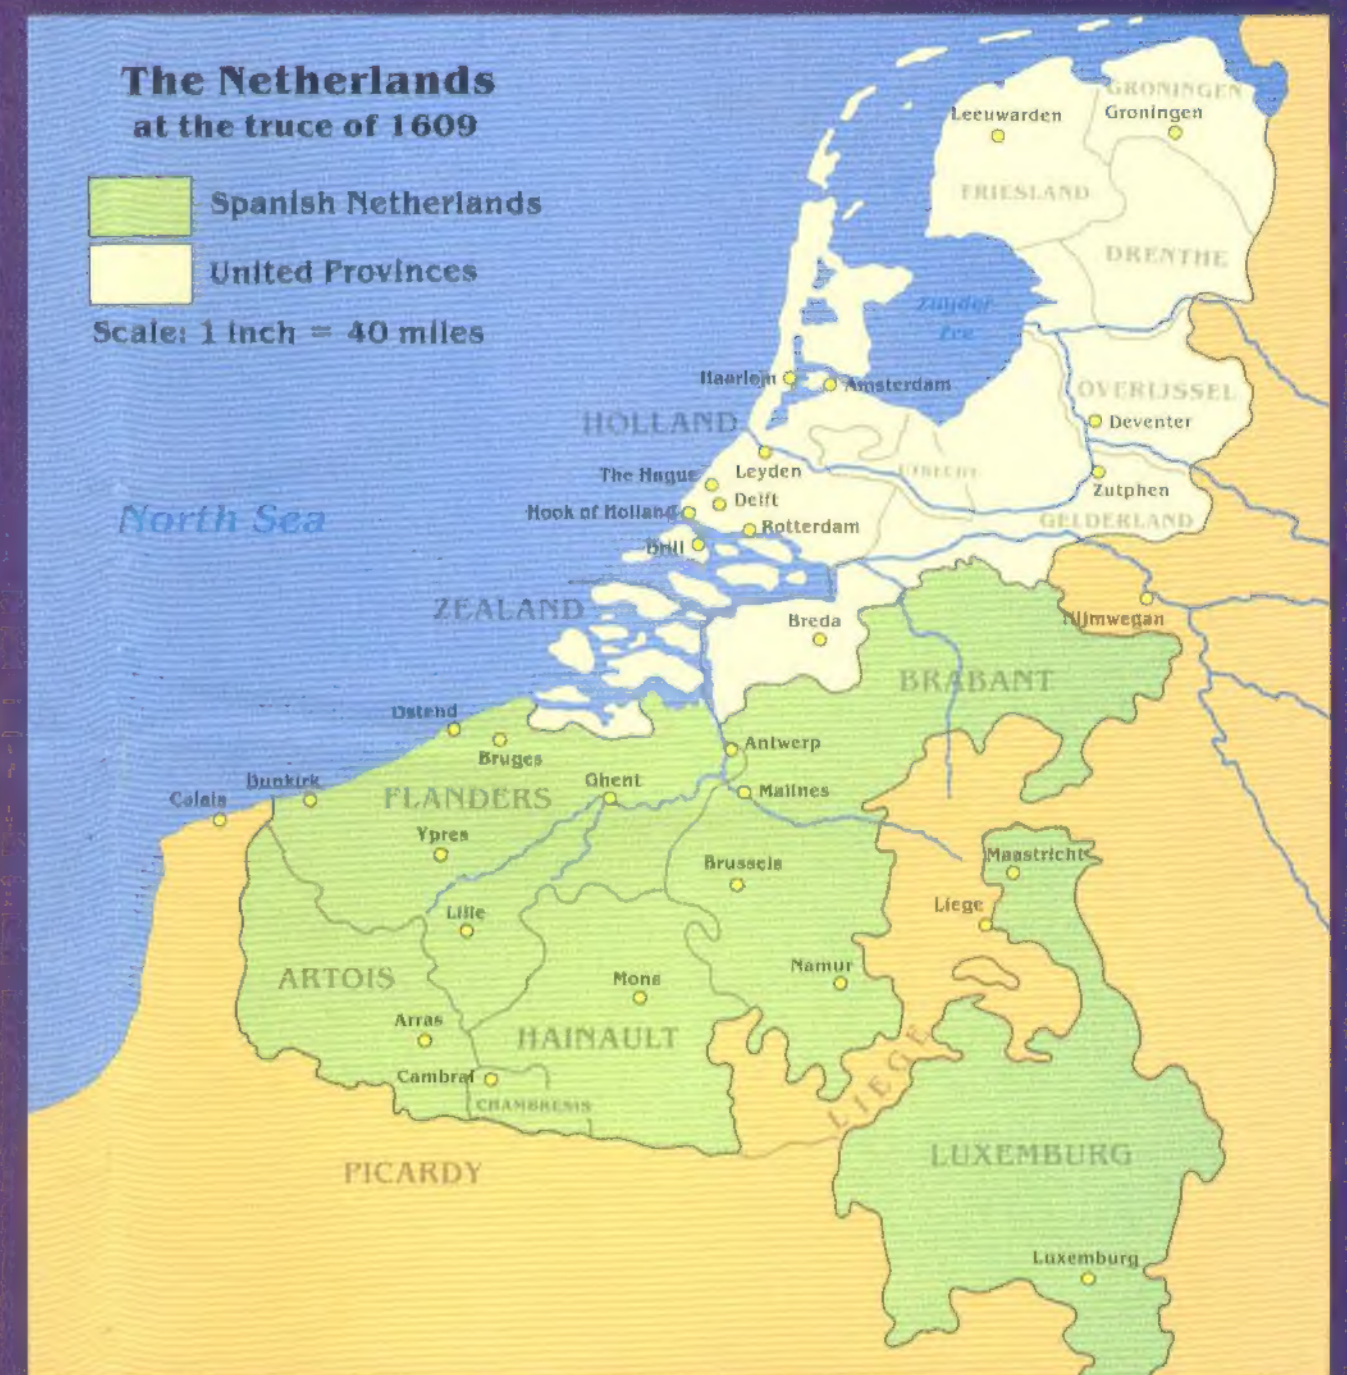 The Netherlands
at the truce of 1609
Spanish Netherlands
United Provinces
Scale: 1 inch = 40 miles
GRONINGEN
Leeuwarden
Groningen
FRIESLAND
DRENTHE
Zuyder
Zee
Haarlem
Amsterdam
OVERIJSSEL
HOLLAND
Deventer
The Hague
Leyden
UTRECHT
Zutphen
Delft
Hook of Holland
Rotterdam
GELDERLAND
North Sea
Brill
ZEALAND
Breda
Nijmwegan
BRABANT
Ostend
Bruges
Antwerp
Dunkirk
Ghent
Calais
FLANDERS
Malines
Ypres
Brussels
Maastricht
Lille
Liege
ARTOIS
Mons
Namur
Arras
HAINAULT
LIEGE
Cambrai
CHAMBRESIS
PICARDY
LUXEMBURG
Luxemburg